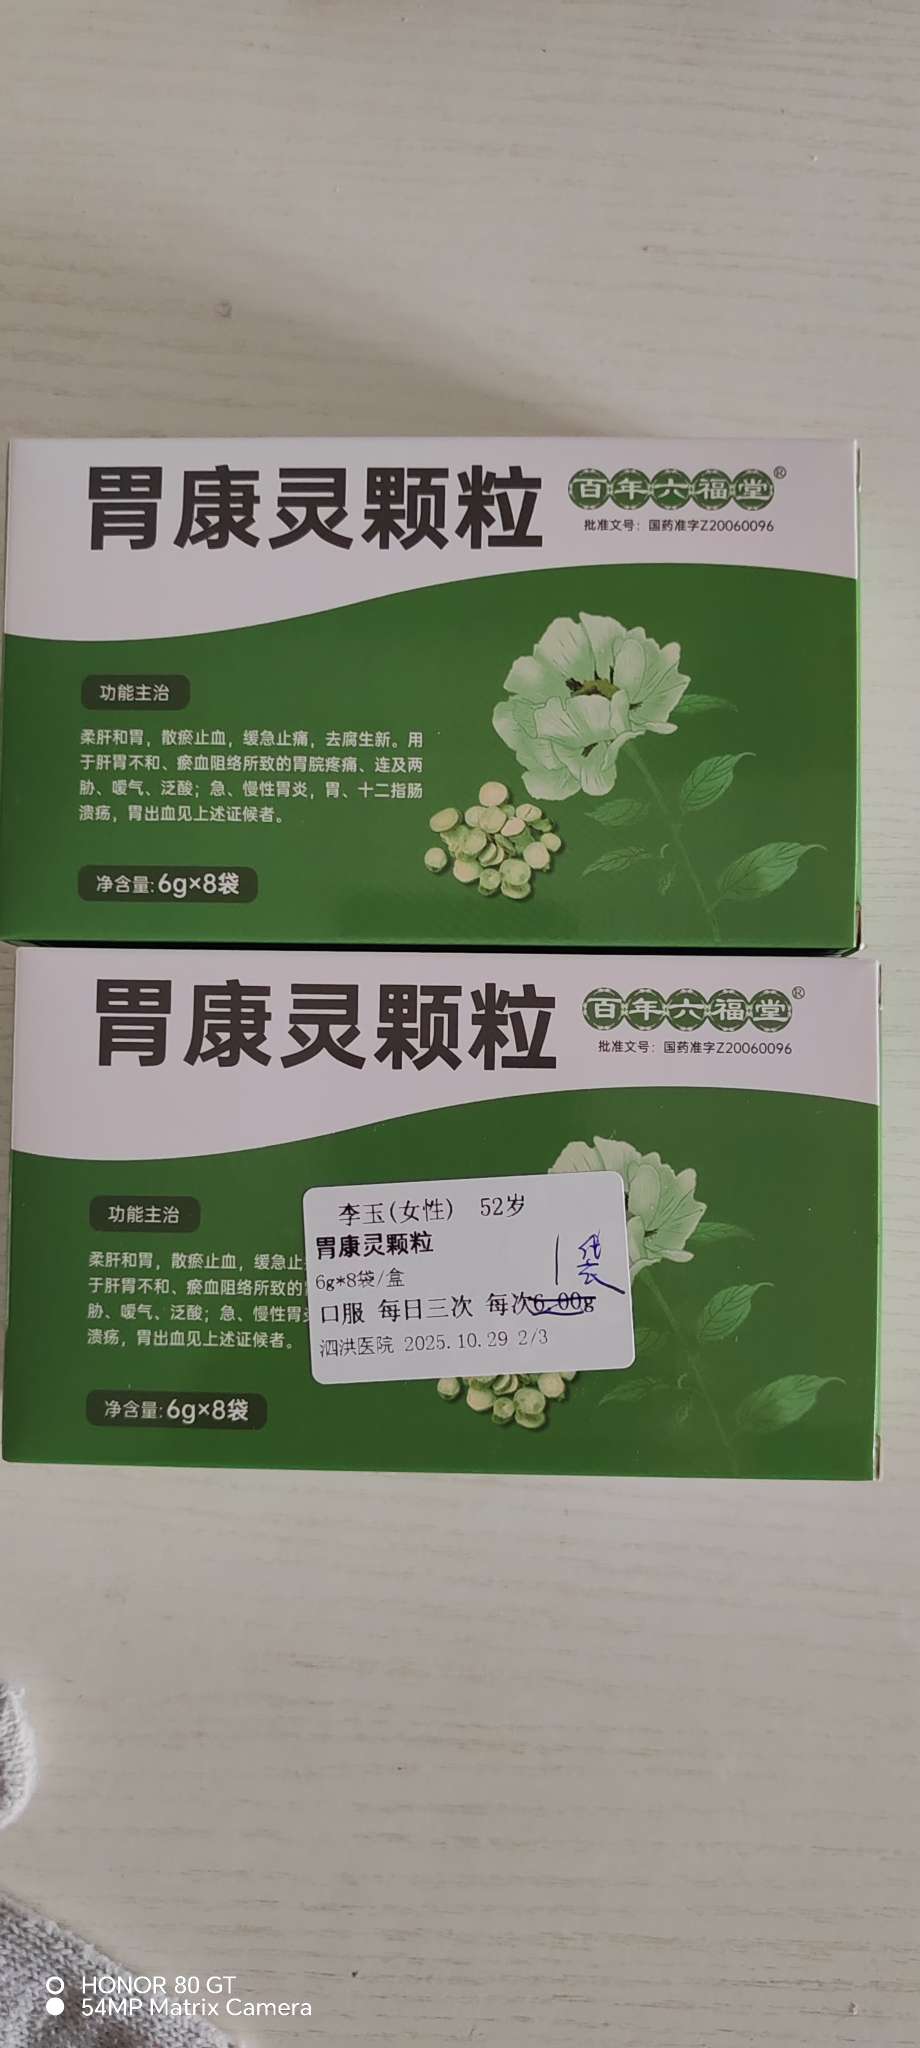 胃康灵颗粒
百年六福堂®
批准文号：国药准字Z20060096
功能主治
柔肝和胃，散瘀止血，缓急止痛，去腐生新。用
于肝胃不和、瘀血阻络所致的胃脘疼痛、连及两
胁、嗳气、泛酸；急、慢性胃炎，胃、十二指肠
溃疡，胃出血见上述证候者。
净含量:6g×8袋
胃康灵颗粒
百年六福堂®
批准文号：国药准字Z20060096
功能主治
柔肝和胃，散瘀止血，缓急止
于肝胃不和、瘀血阻络所致的
胁、嗳气、泛酸；急、慢性胃
溃疡，胃出血见上述证候者。
净含量:6g×8袋
李玉(女性) 52岁
胃康灵颗粒
6g*8袋/盒
1袋
口服 每日三次 每次6.00g
泗洪医院 2025.10.29 2/3
HONOR 80 GT
54MP Matrix Camera